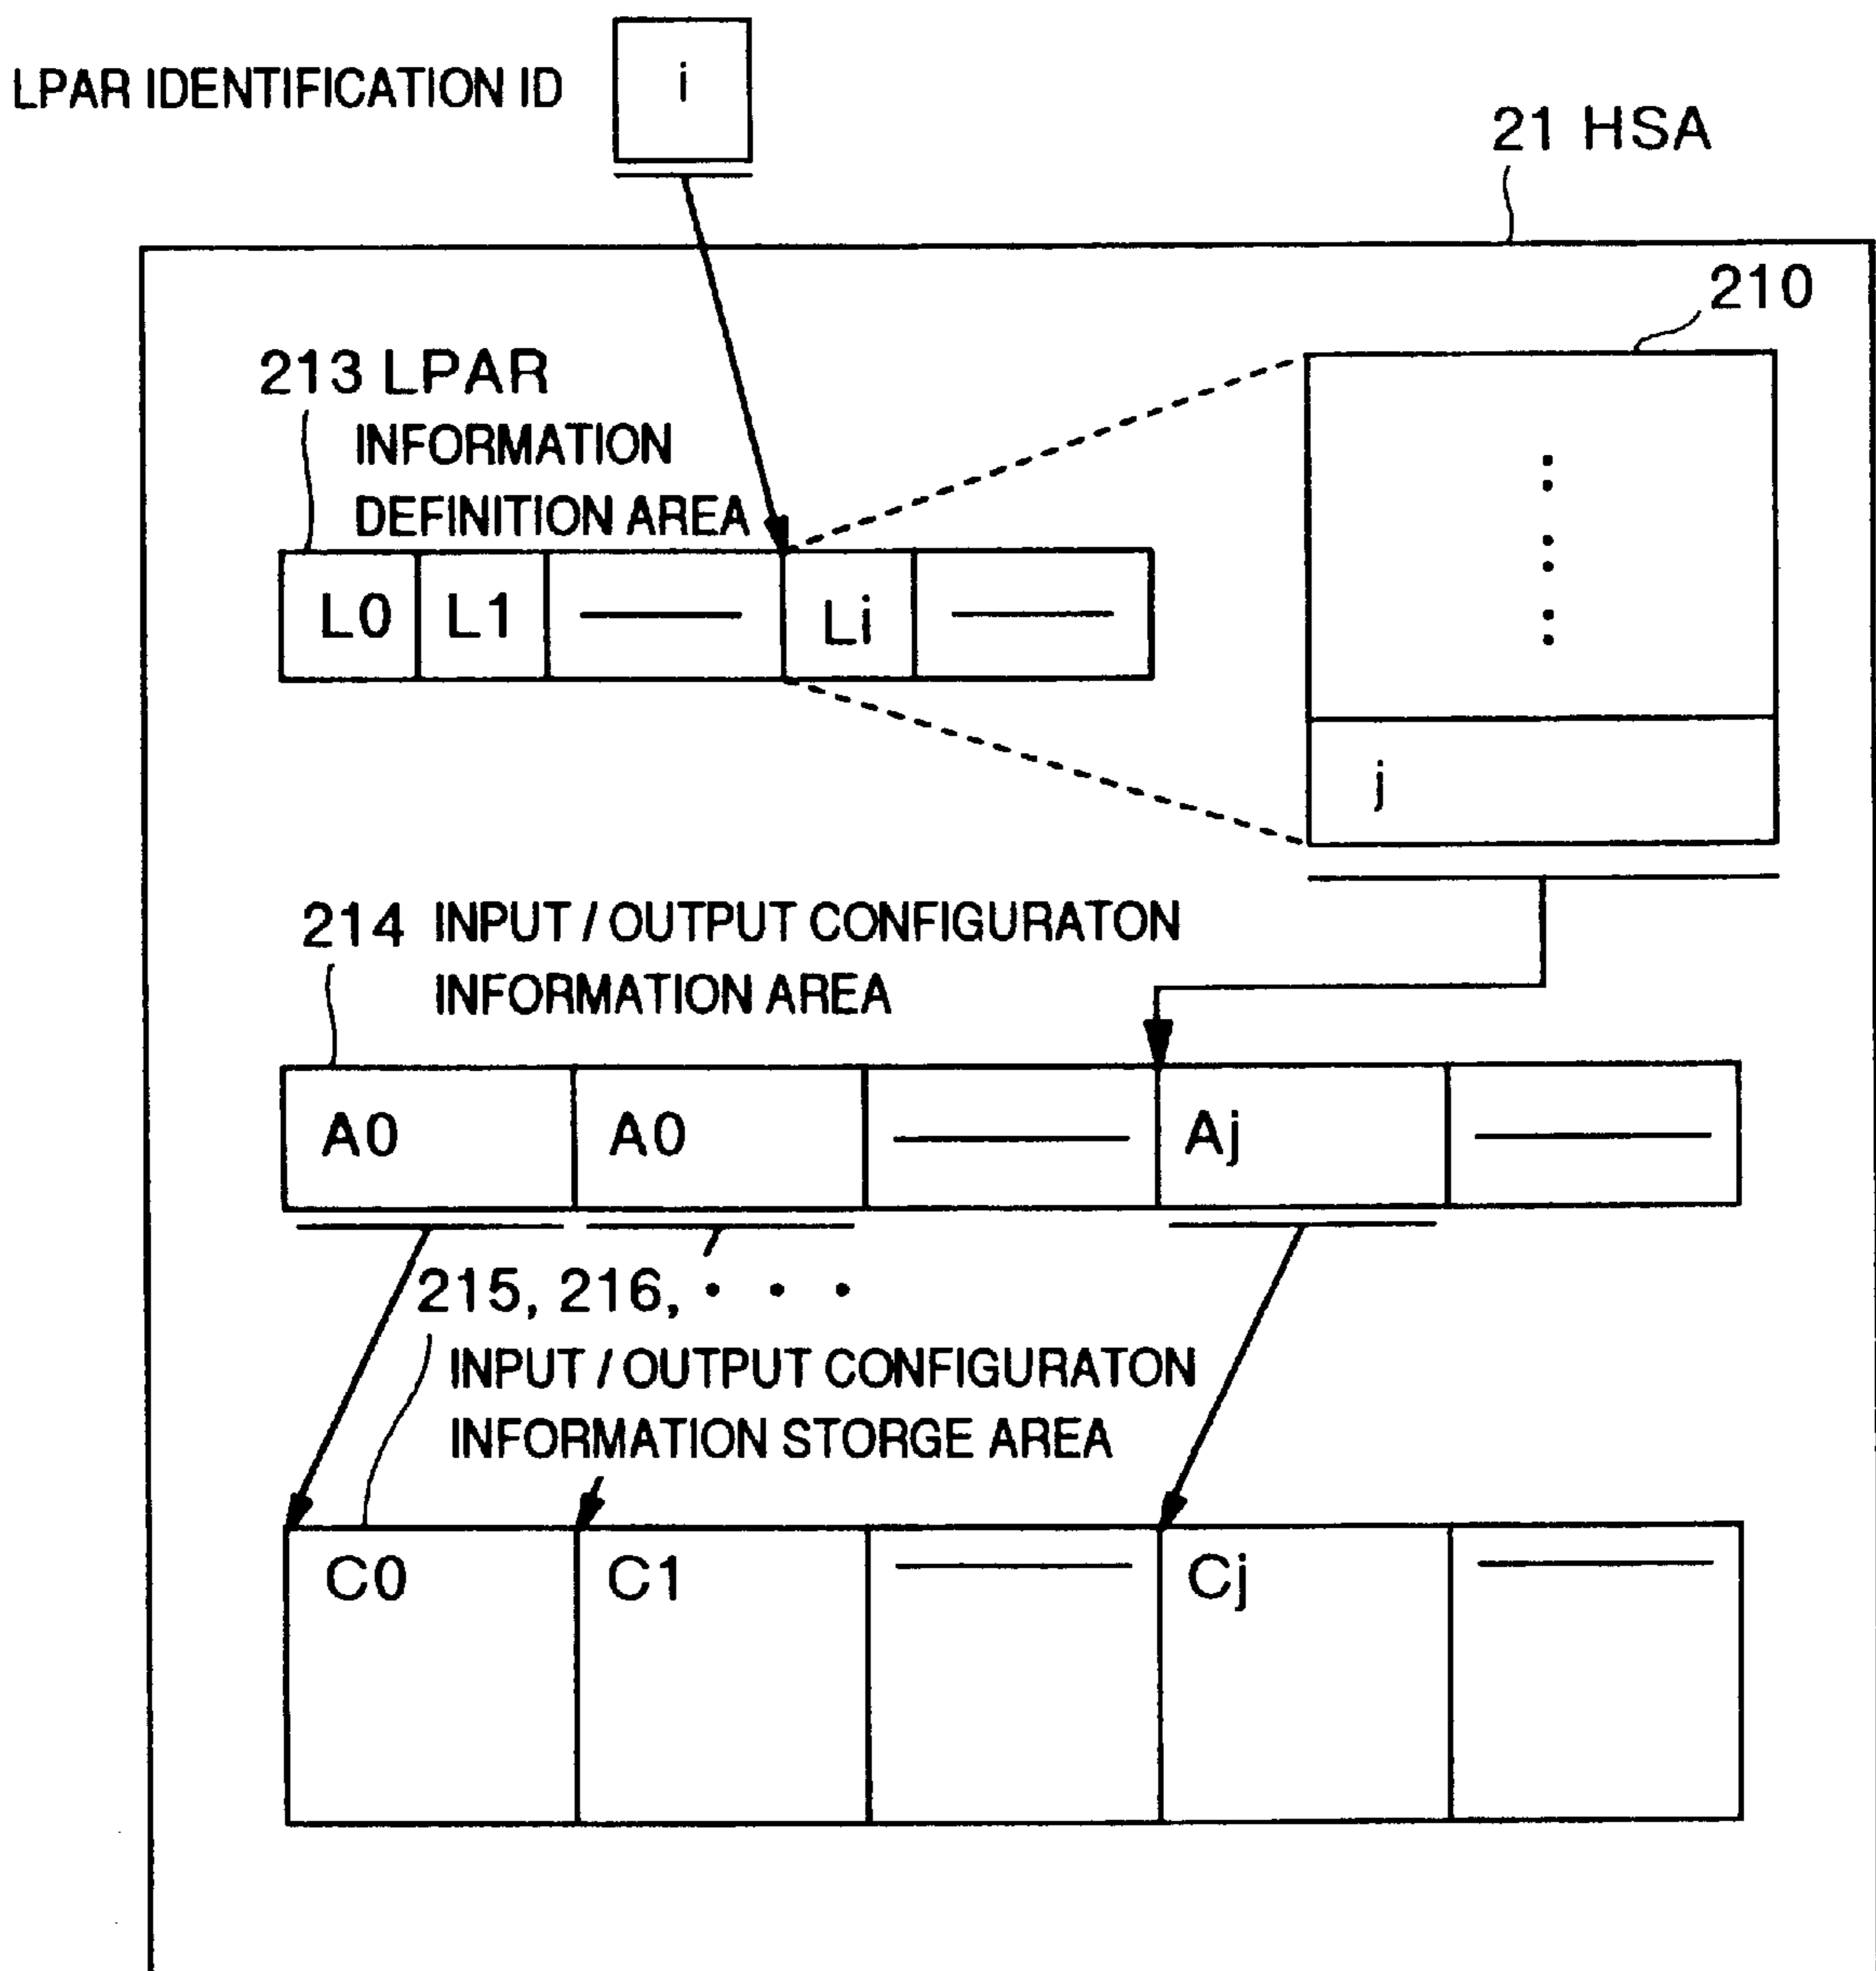 LPAR IDENTIFICATION ID
i
21 HSA
210
213 LPAR
INFORMATION
DEFINITION AREA
L0 L1 Li
j
214 INPUT / OUTPUT CONFIGURATON
INFORMATION AREA
A0 A0 Aj
215, 216, · · ·
INPUT / OUTPUT CONFIGURATON
INFORMATION STORGE AREA
C0 C1 Cj